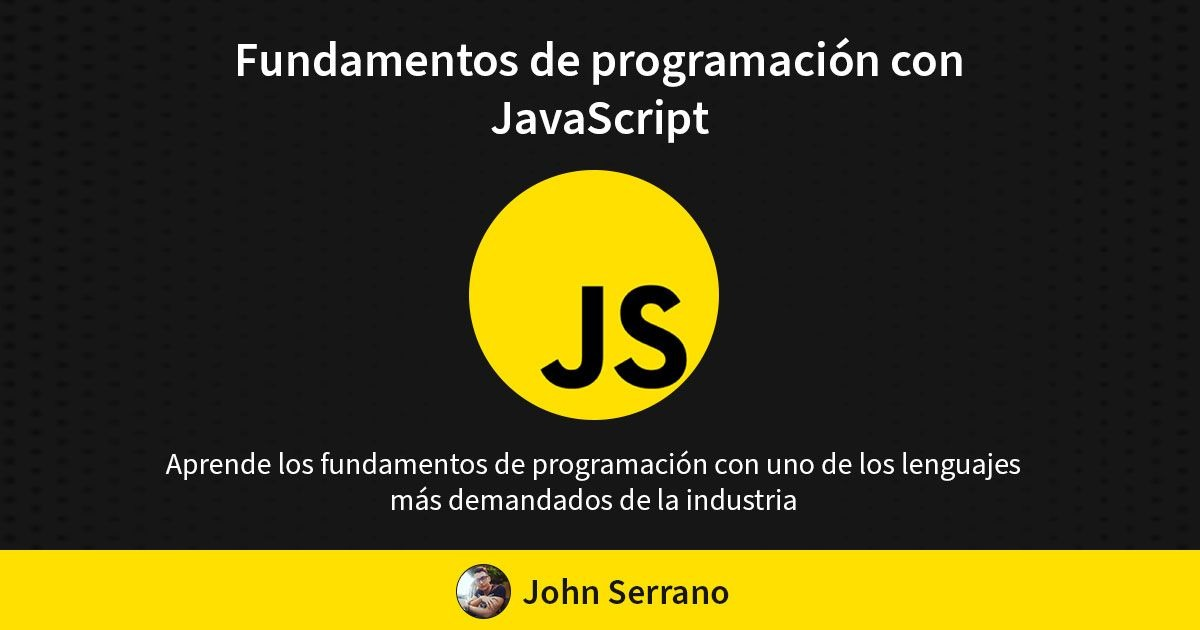 Fundamentos de programación con
JavaScript
JS
Aprende los fundamentos de programación con uno de los lenguajes
más demandados de la industria
John Serrano